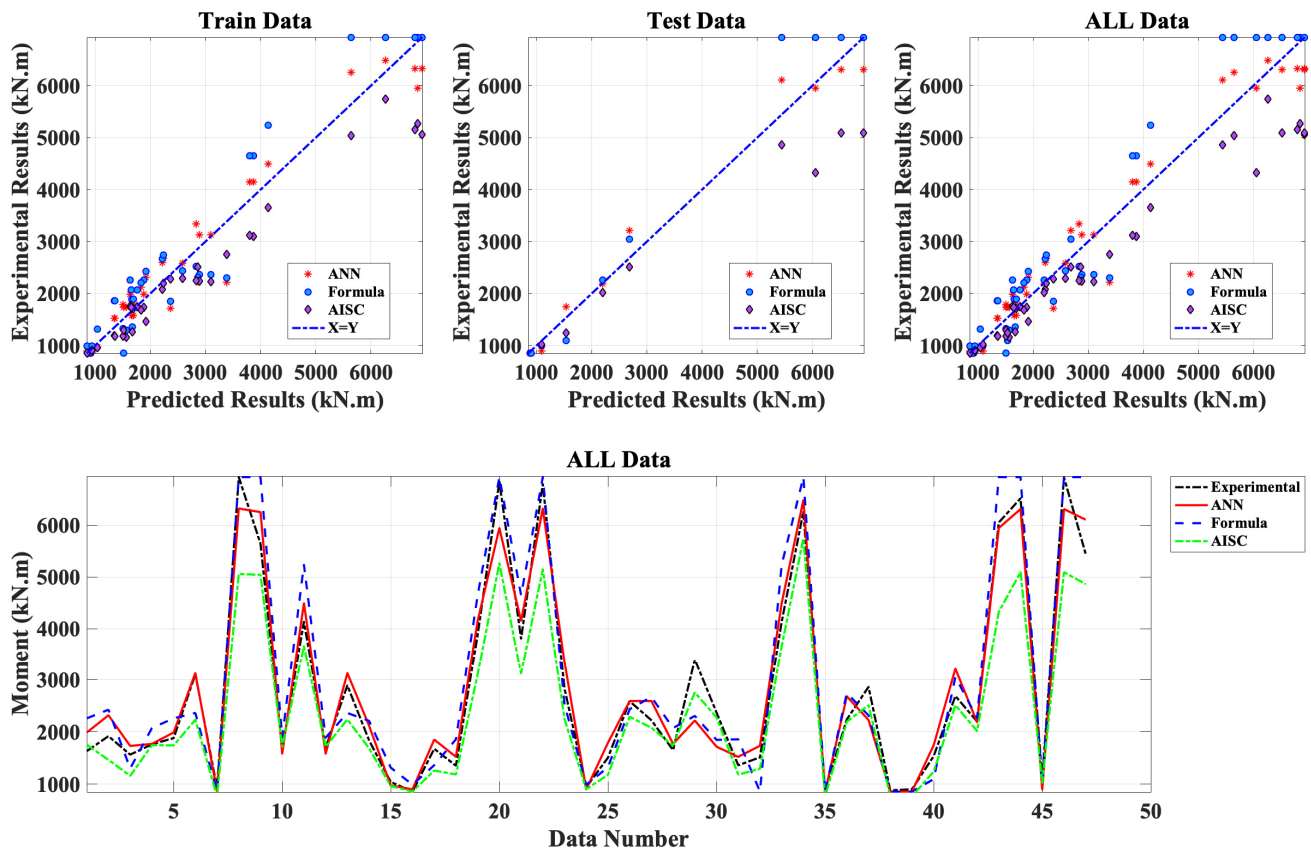 Train Data
Experimental Results (kN.m)
6000
5000
4000
3000
2000
1000
1000 2000 3000 4000 5000 6000
Predicted Results (kN.m)
ANN
Formula
AISC
X=Y
Test Data
Experimental Results (kN.m)
6000
5000
4000
3000
2000
1000
1000 2000 3000 4000 5000 6000
Predicted Results (kN.m)
ANN
Formula
AISC
X=Y
ALL Data
Experimental Results (kN.m)
6000
5000
4000
3000
2000
1000
1000 2000 3000 4000 5000 6000
Predicted Results (kN.m)
ANN
Formula
AISC
X=Y
ALL Data
Moment (kN.m)
6000
5000
4000
3000
2000
1000
5 10 15 20 25 30 35 40 45 50
Data Number
Experimental
ANN
Formula
AISC